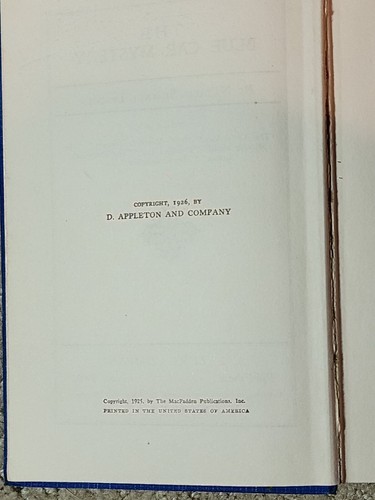 COPYRIGHT, 1926, BY
D. APPLETON AND COMPANY
Copyright, 1925, by The MacFadden Publications, Inc.
PRINTED IN THE UNITED STATES OF AMERICA